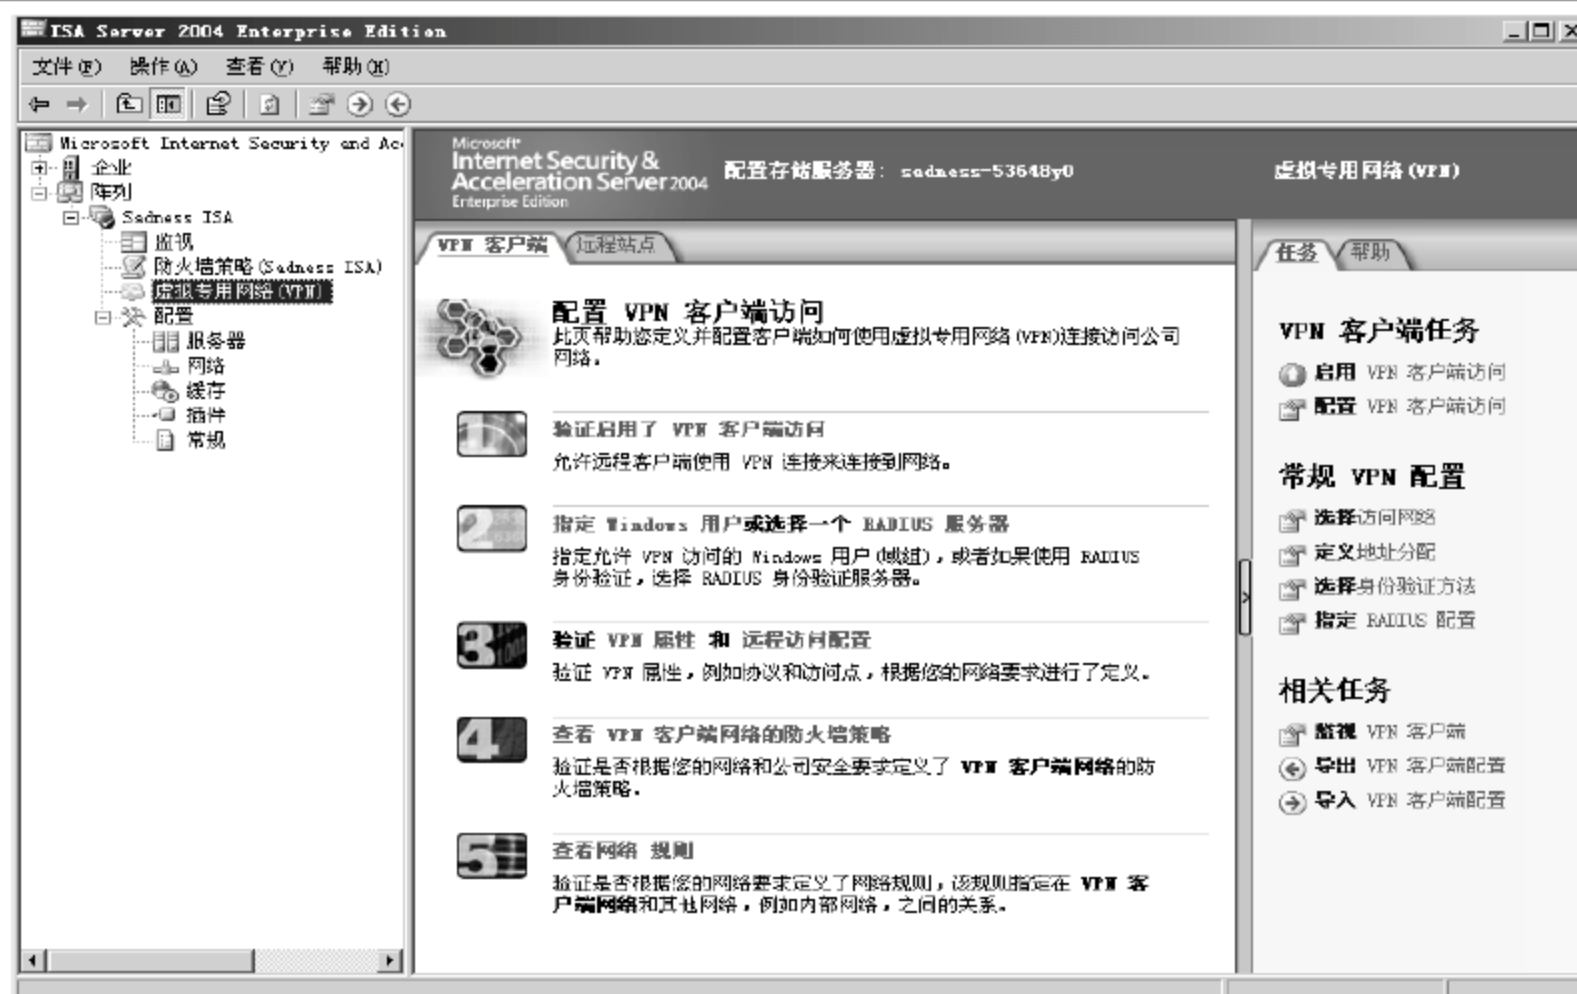 ISA Server 2004 Enterprise Edition
文件(F) 操作(A) 查看(V) 帮助(H)
Microsoft Internet Security and Ac
企业
阵列
Sadness ISA
监视
防火墙策略(Sadness ISA)
虚拟专用网络(VPN)
配置
服务器
网络
缓存
插件
常规
Microsoft
Internet Security &
Acceleration Server 2004
Enterprise Edition
配置存储服务器: sadness-53648y0
虚拟专用网络(VPN)
VPN 客户端 远程站点
配置 VPN 客户端访问
此页帮助您定义并配置客户端如何使用虚拟专用网络(VPN)连接访问公司
网络。
1
验证启用了 VPN 客户端访问
允许远程客户端使用 VPN 连接来连接到网络。
2
指定 Windows 用户或选择一个 RADIUS 服务器
指定允许 VPN 访问的 Windows 用户(域组),或者如果使用 RADIUS
身份验证,选择 RADIUS 身份验证服务器。
3
验证 VPN 属性 和 远程访问配置
验证 VPN 属性,例如协议和访问点,根据您的网络要求进行了定义。
4
查看 VPN 客户端网络的防火墙策略
验证是否根据您的网络和公司安全要求定义了 VPN 客户端网络的防
火墙策略。
5
查看网络 规则
验证是否根据您的网络要求定义了网络规则,该规则指定在 VPN 客
户端网络和其他网络,例如内部网络,之间的关系。
任务 帮助
VPN 客户端任务
启用 VPN 客户端访问
配置 VPN 客户端访问
常规 VPN 配置
选择访问网络
定义地址分配
选择身份验证方法
指定 RADIUS 配置
相关任务
监视 VPN 客户端
导出 VPN 客户端配置
导入 VPN 客户端配置